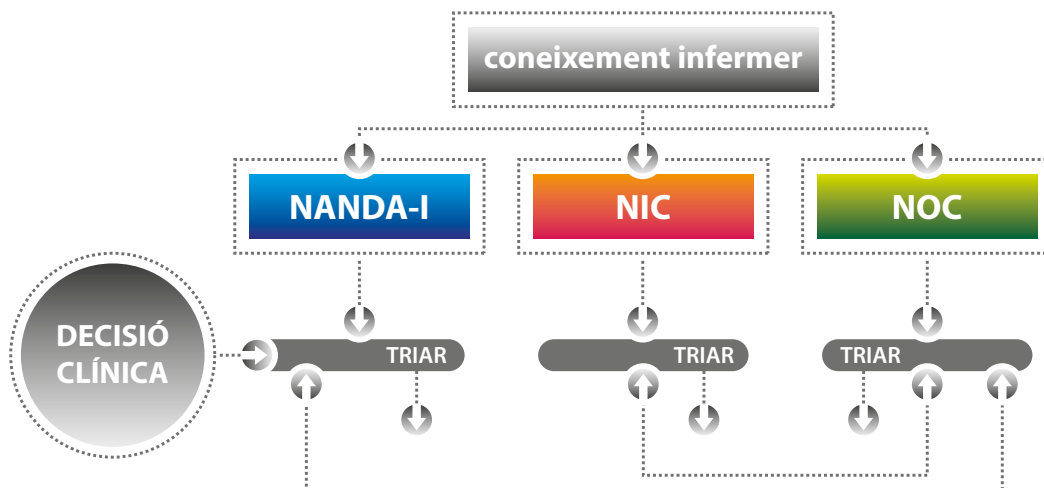 coneixement infermer
NANDA-I
NIC
NOC
DECISIÓ
CLÍNICA
TRIAR
TRIAR
TRIAR